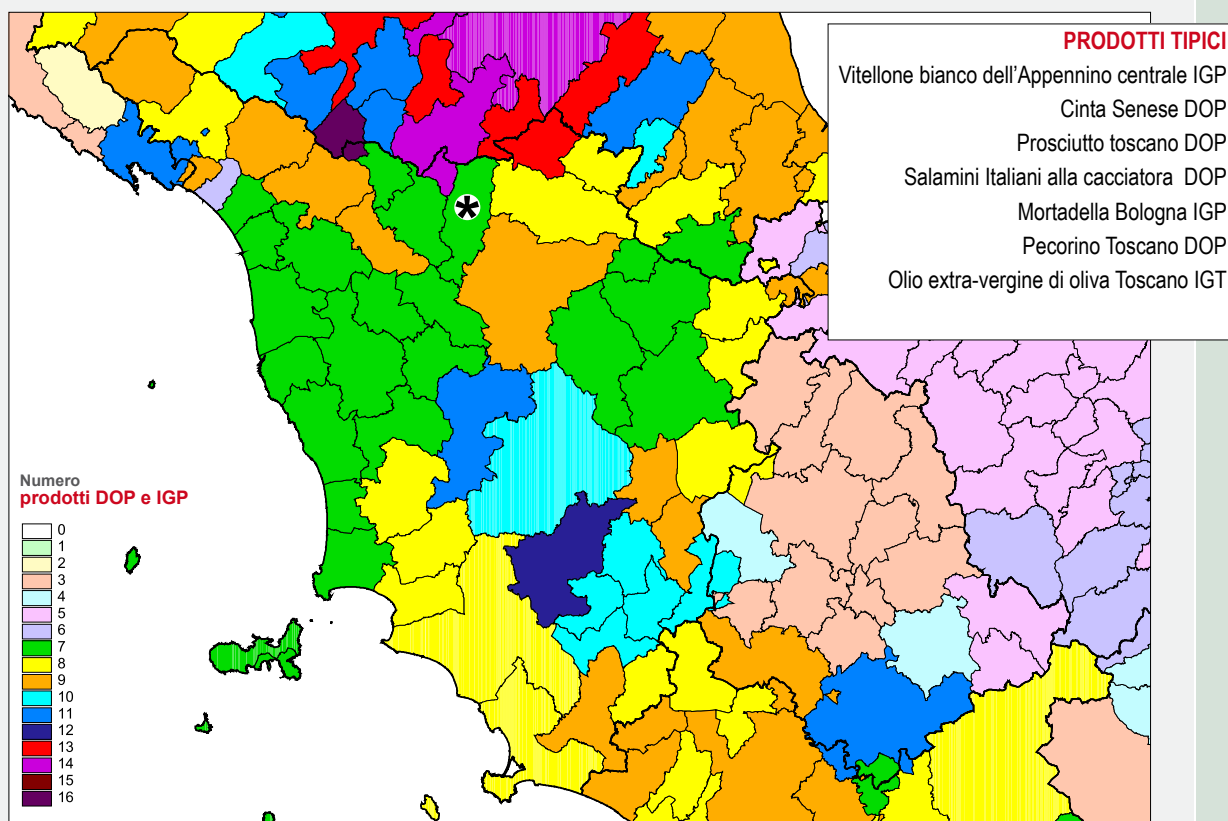 PRODOTTI TIPICI
Vitellone bianco dell'Appennino centrale IGP
Cinta Senese DOP
Prosciutto toscano DOP
Salamini Italiani alla cacciatora DOP
Mortadella Bologna IGP
Pecorino Toscano DOP
Olio extra-vergine di oliva Toscano IGT
*
Numero
prodotti DOP e IGP
0
1
2
3
4
5
6
7
8
9
10
11
12
13
14
15
16